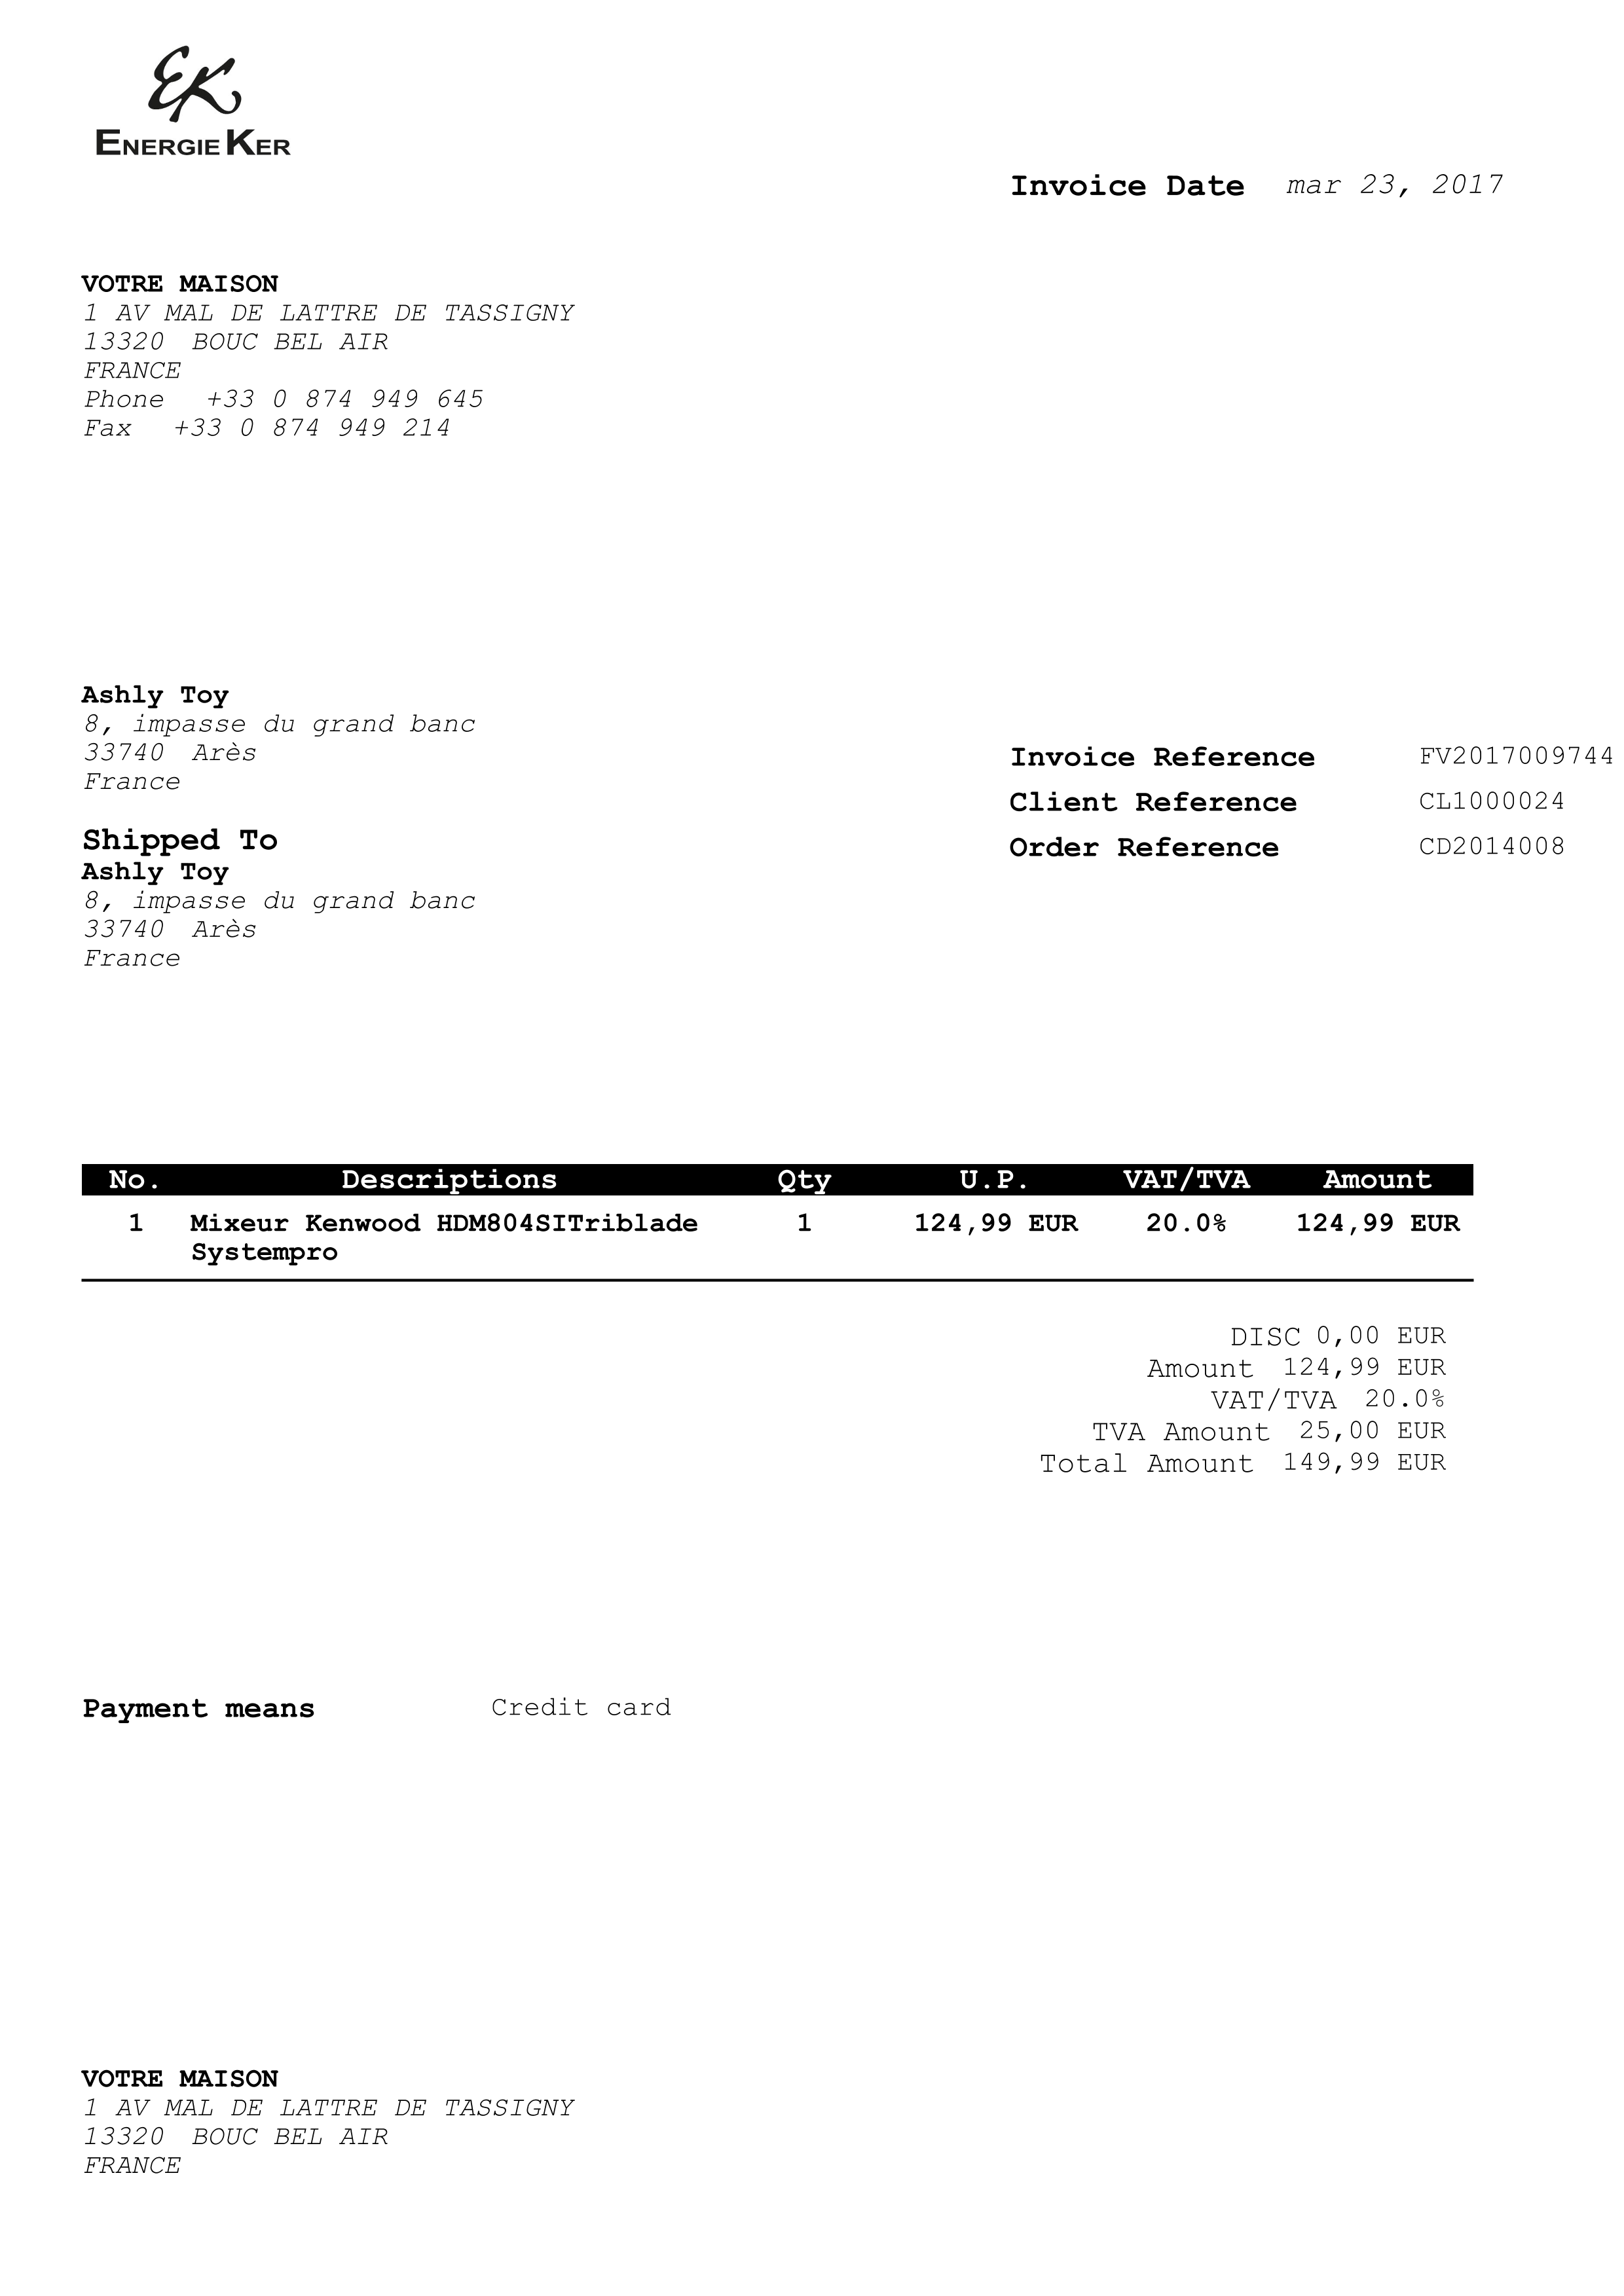 EK
ENERGIEKER
Invoice Date mar 23, 2017
VOTRE MAISON
1 AV MAL DE LATTRE DE TASSIGNY
13320 BOUC BEL AIR
FRANCE
Phone +33 0 874 949 645
Fax +33 0 874 949 214
Ashly Toy
8, impasse du grand banc
33740 Arès
France
Invoice Reference FV2017009744
Client Reference CL1000024
Order Reference CD2014008
Shipped To
Ashly Toy
8, impasse du grand banc
33740 Arès
France
No. Descriptions Qty U.P. VAT/TVA Amount
1 Mixeur Kenwood HDM804SITriblade 1 124,99 EUR 20.0% 124,99 EUR
Systempro
DISC 0,00 EUR
Amount 124,99 EUR
VAT/TVA 20.0%
TVA Amount 25,00 EUR
Total Amount 149,99 EUR
Payment means Credit card
VOTRE MAISON
1 AV MAL DE LATTRE DE TASSIGNY
13320 BOUC BEL AIR
FRANCE